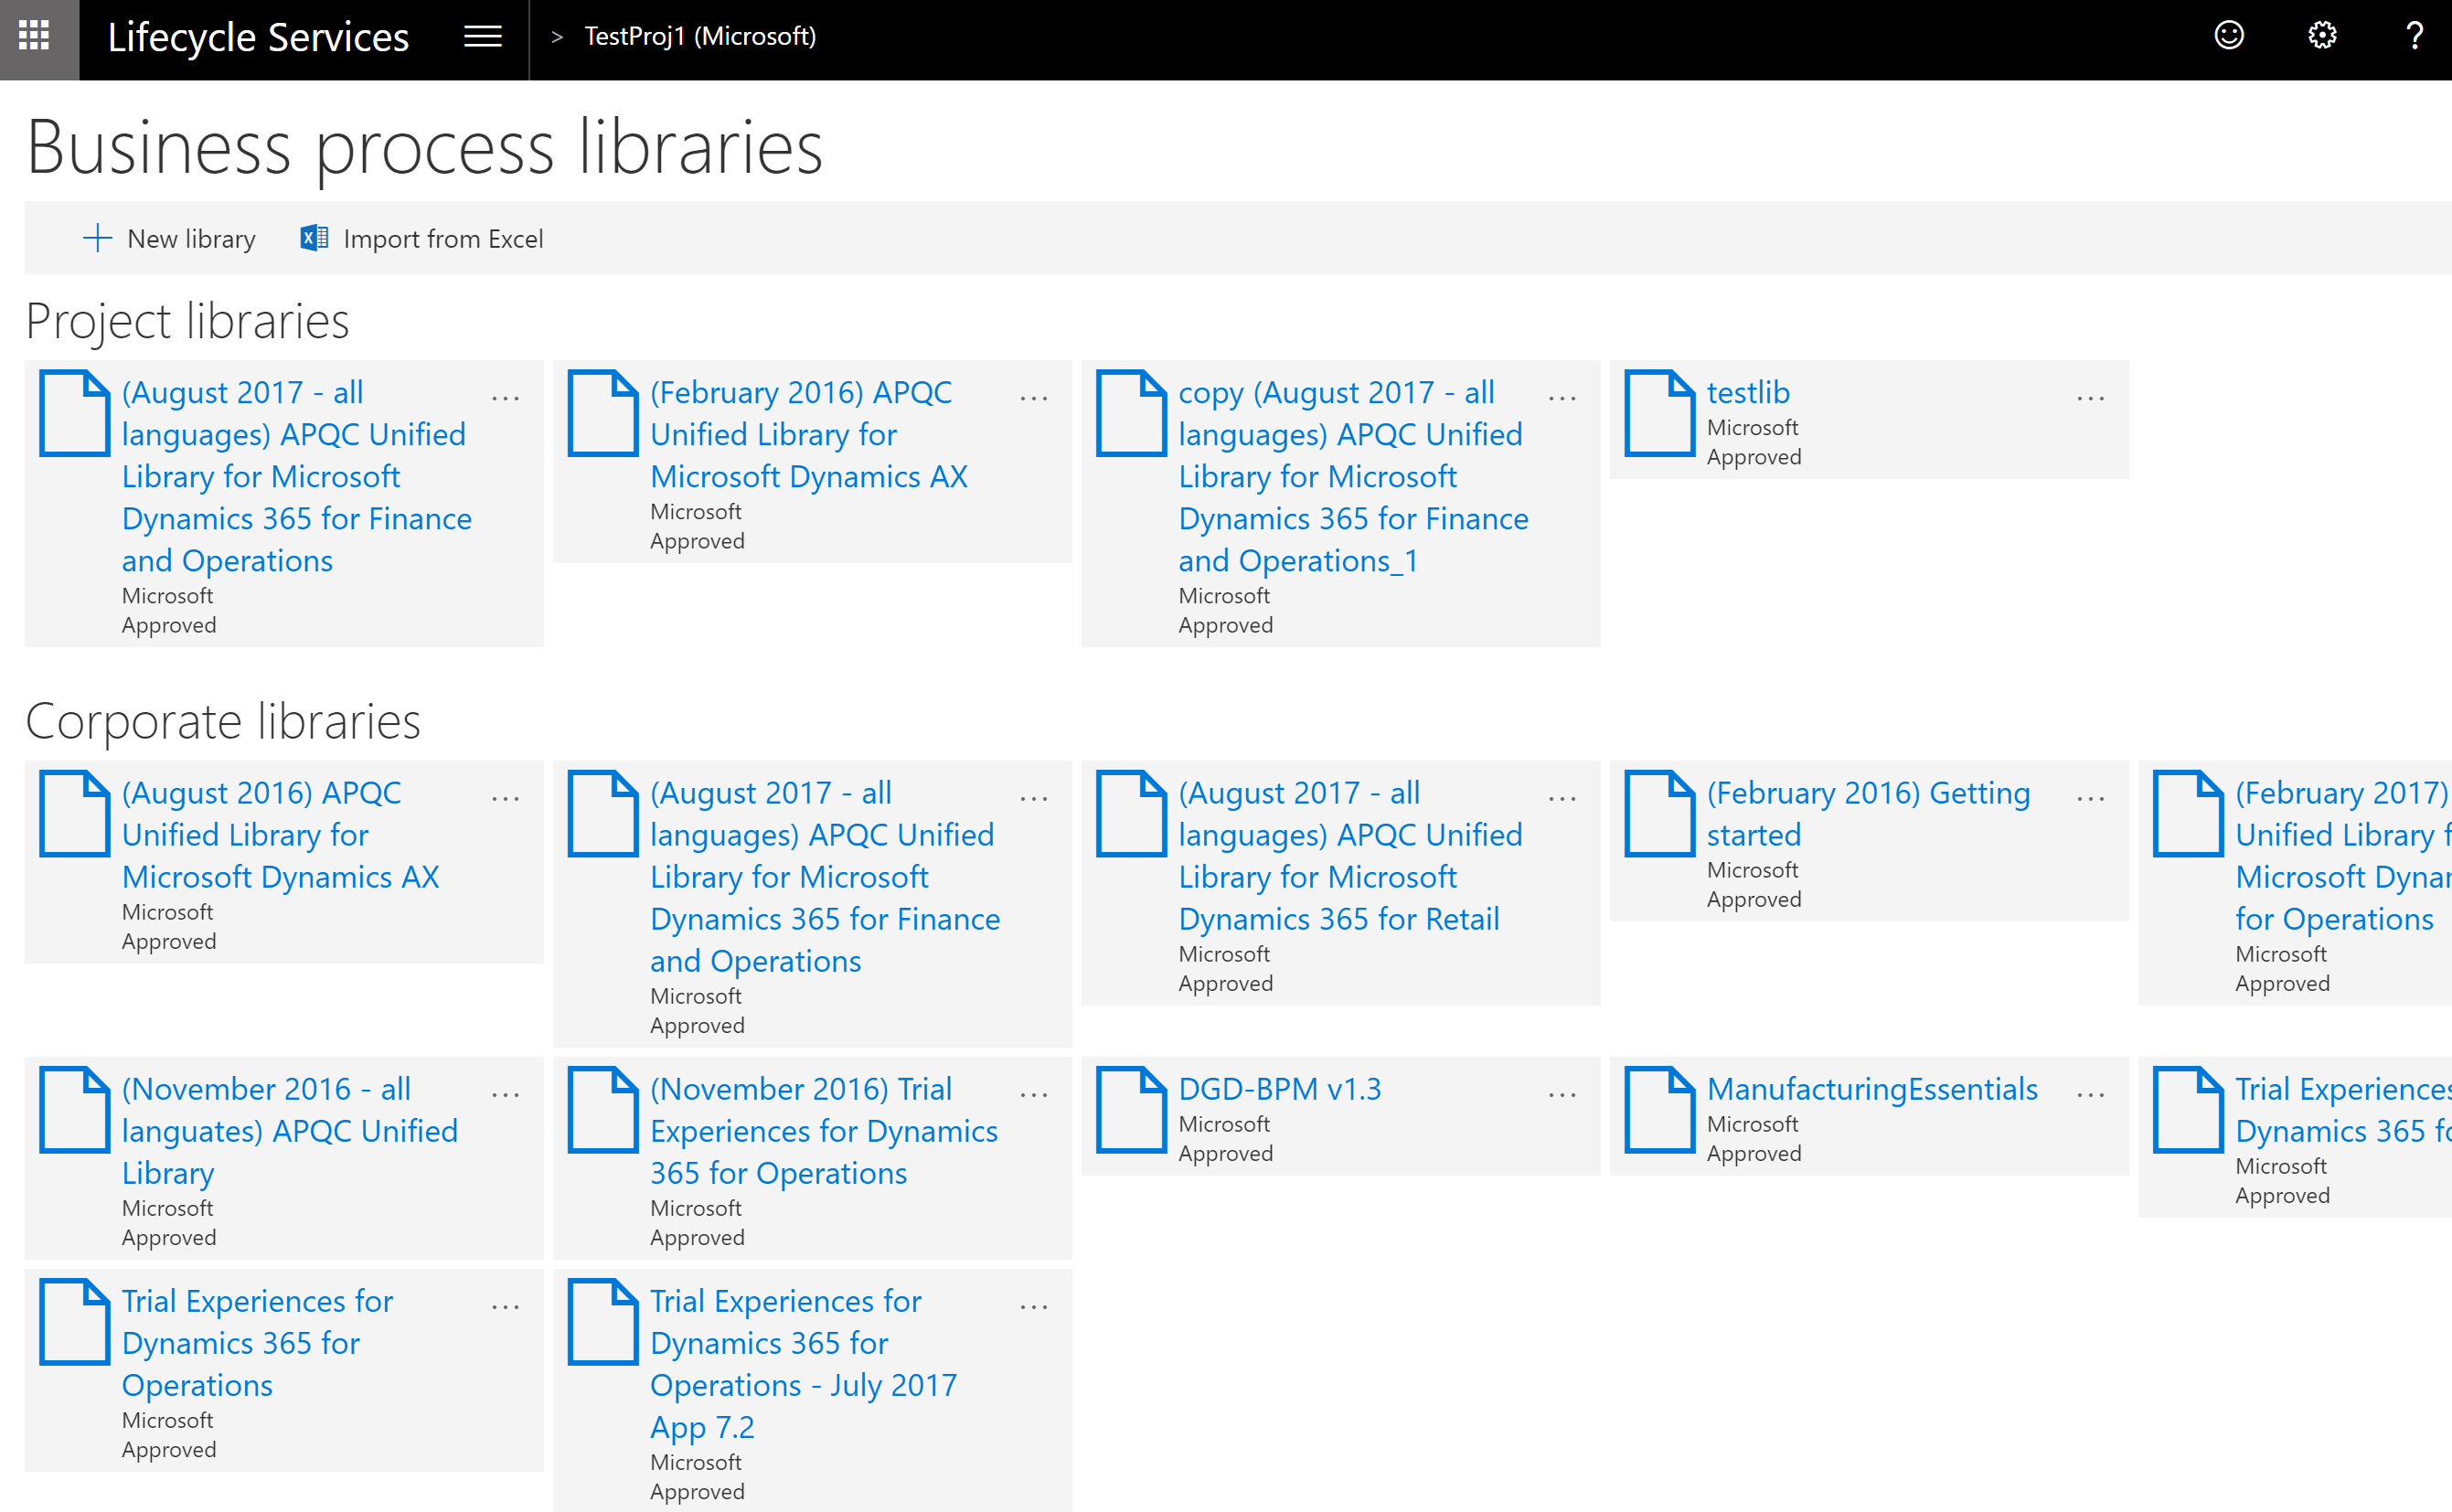 Lifecycle Services
> TestProj1 (Microsoft)
?
Business process libraries
New library
Import from Excel
Project libraries
(August 2017 - all
languages) APQC Unified
Library for Microsoft
Dynamics 365 for Finance
and Operations
Microsoft
Approved
...
(February 2016) APQC
Unified Library for
Microsoft Dynamics AX
Microsoft
Approved
...
copy (August 2017 - all
languages) APQC Unified
Library for Microsoft
Dynamics 365 for Finance
and Operations_1
Microsoft
Approved
...
testlib
Microsoft
Approved
...
Corporate libraries
(August 2016) APQC
Unified Library for
Microsoft Dynamics AX
Microsoft
Approved
...
(August 2017 - all
languages) APQC Unified
Library for Microsoft
Dynamics 365 for Finance
and Operations
Microsoft
Approved
...
(August 2017 - all
languages) APQC Unified
Library for Microsoft
Dynamics 365 for Retail
Microsoft
Approved
...
(February 2016) Getting
started
Microsoft
Approved
...
(February 2017)
Unified Library
Microsoft
for Operations
Microsoft
Approved
(November 2016 - all
languates) APQC Unified
Library
Microsoft
Approved
...
(November 2016) Trial
Experiences for Dynamics
365 for Operations
Microsoft
Approved
...
DGD-BPM v1.3
Microsoft
Approved
...
ManufacturingEssentials
Microsoft
Approved
...
Trial Experiences
Dynamics 365
Microsoft
Approved
Trial Experiences for
Dynamics 365 for
Operations
Microsoft
Approved
...
Trial Experiences for
Dynamics 365 for
Operations - July 2017
App 7.2
Microsoft
Approved
...